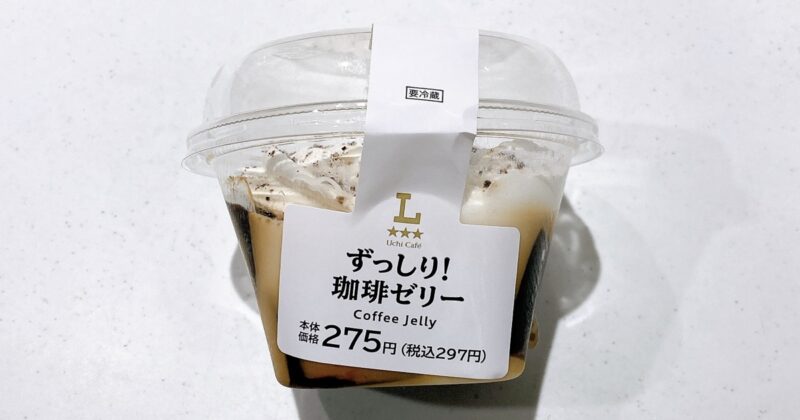 要冷蔵
L
Uchi Café
ずっしり!
珈琲ゼリー
Coffee Jelly
本体価格 275円(税込297円)